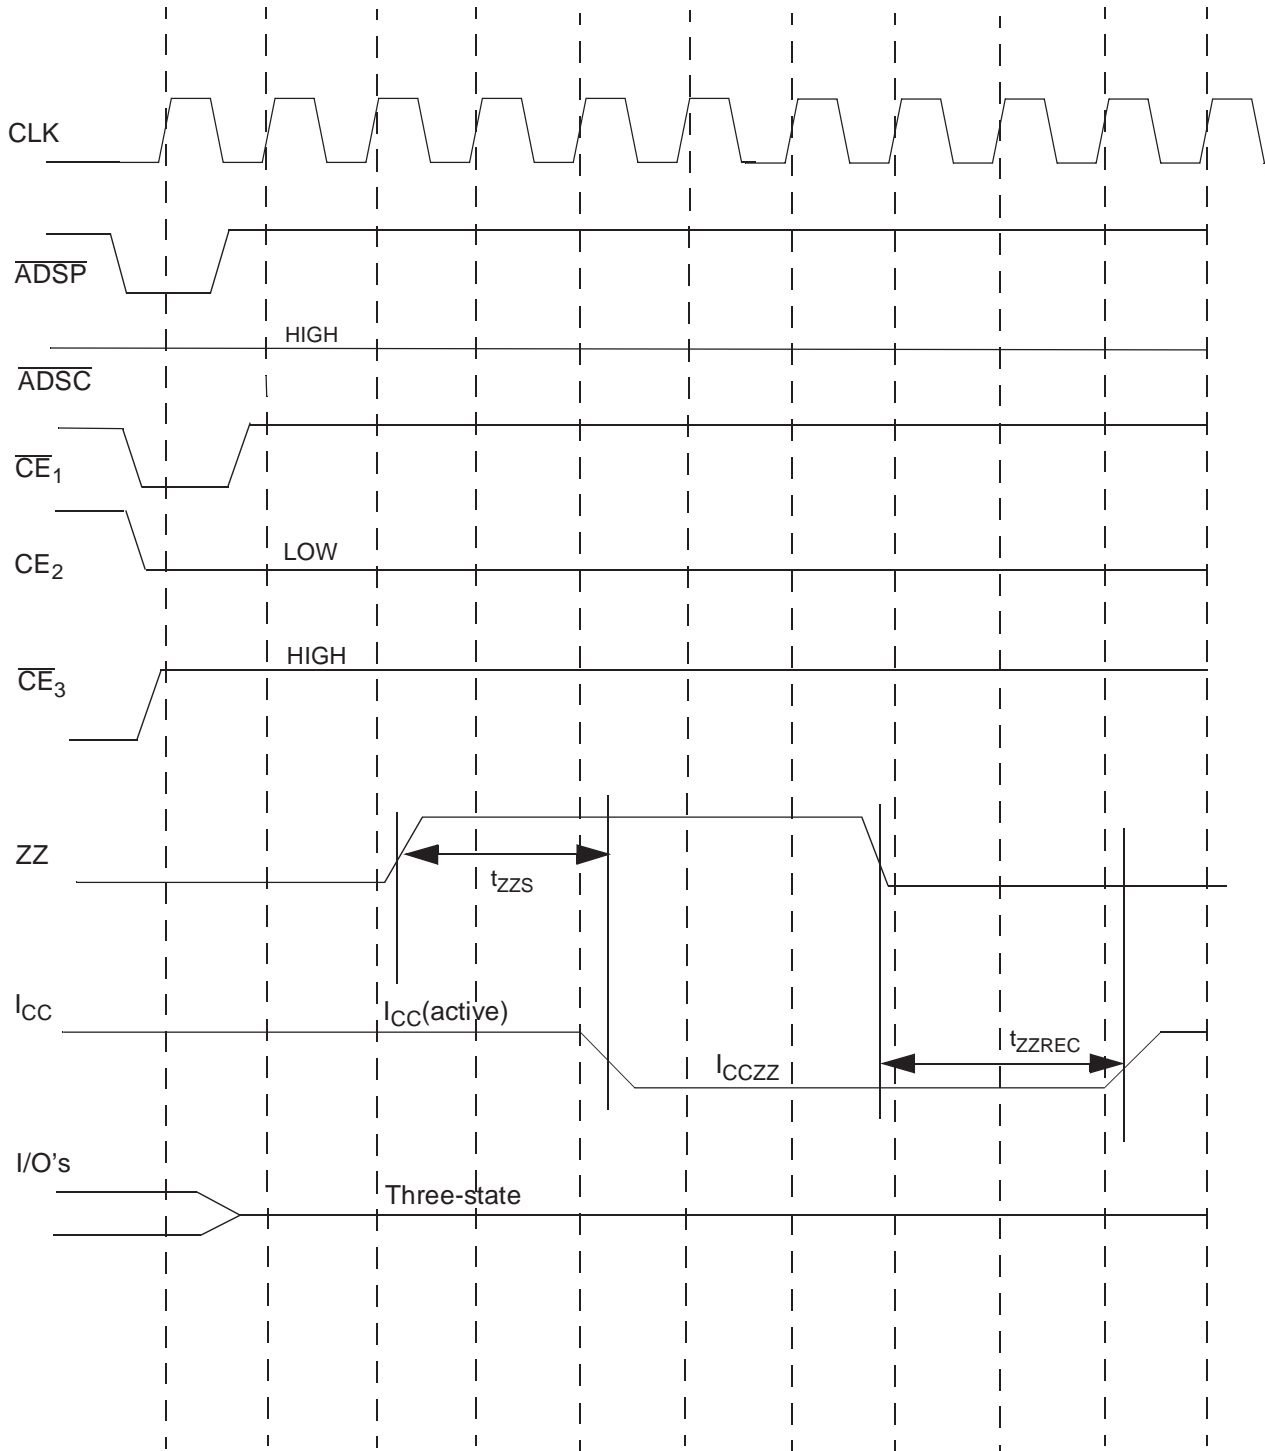 CLK
ADSP
HIGH
ADSC
CE1
LOW
CE2
HIGH
CE3
ZZ
tZZS
ICC
ICC(active)
tZZREC
ICCZZ
I/O's
Three-state